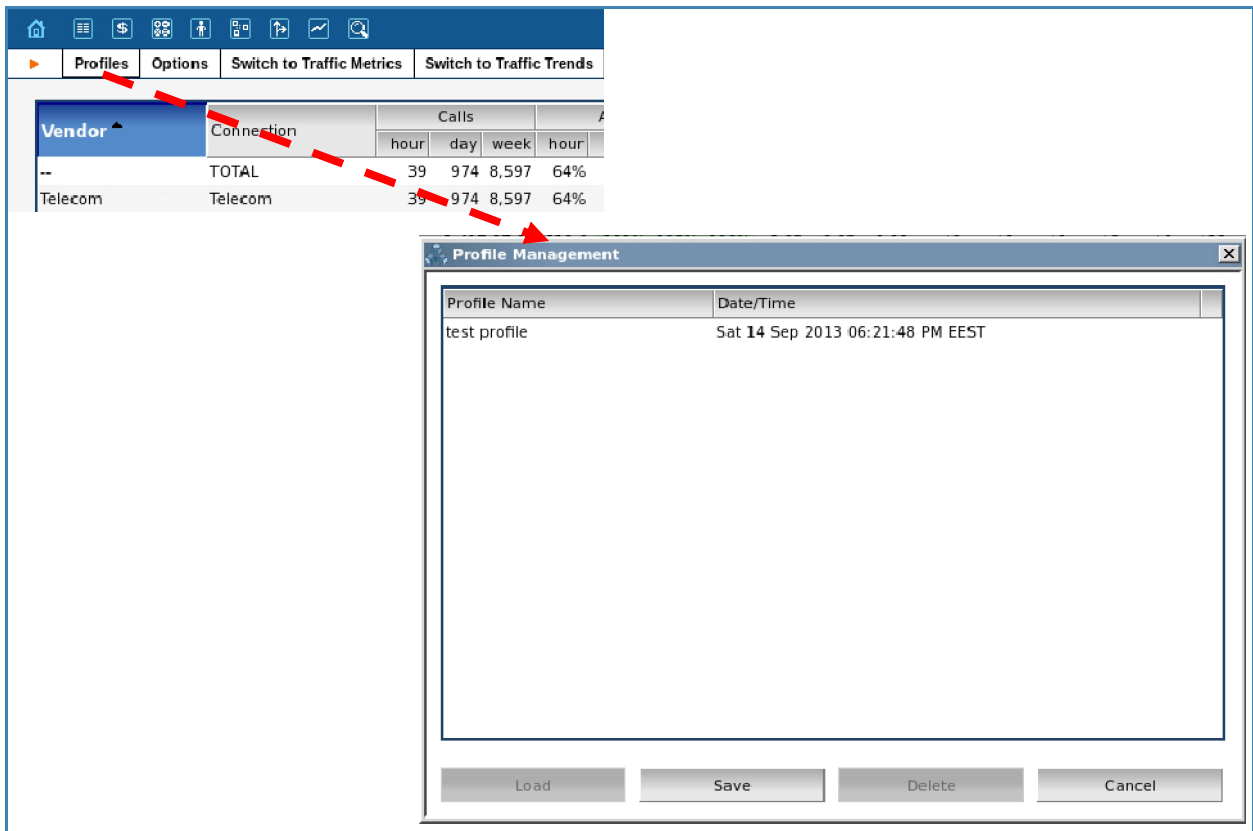 Profiles Options Switch to Traffic Metrics Switch to Traffic Trends
Vendor Connection Calls
hour day week hour
-- TOTAL 39 974 8,597 64%
Telecom Telecom 39 974 8,597 64%
Profile Management
Profile Name Date/Time
test profile Sat 14 Sep 2013 06:21:48 PM EEST
Load Save Delete Cancel